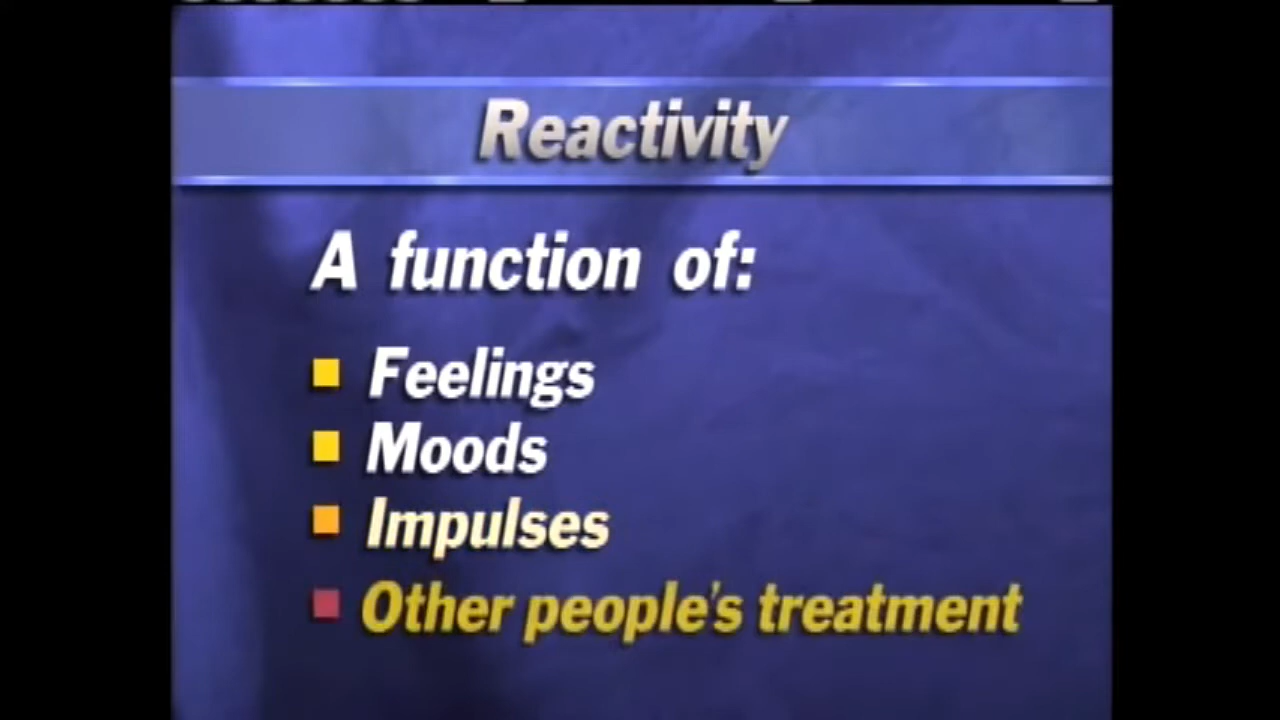 Reactivity
A function of:
Feelings
Moods
Impulses
Other people's treatment